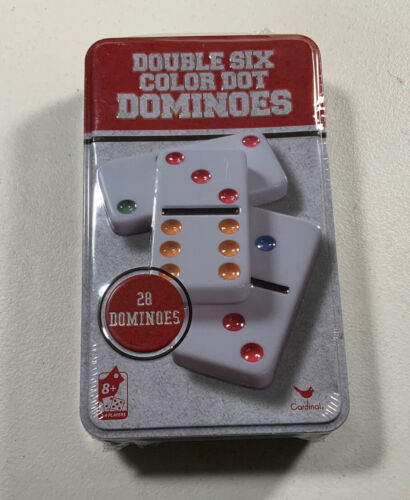 DOUBLE SIX
COLOR DOT
DOMINOES
28
DOMINOES
8+
Cardinal